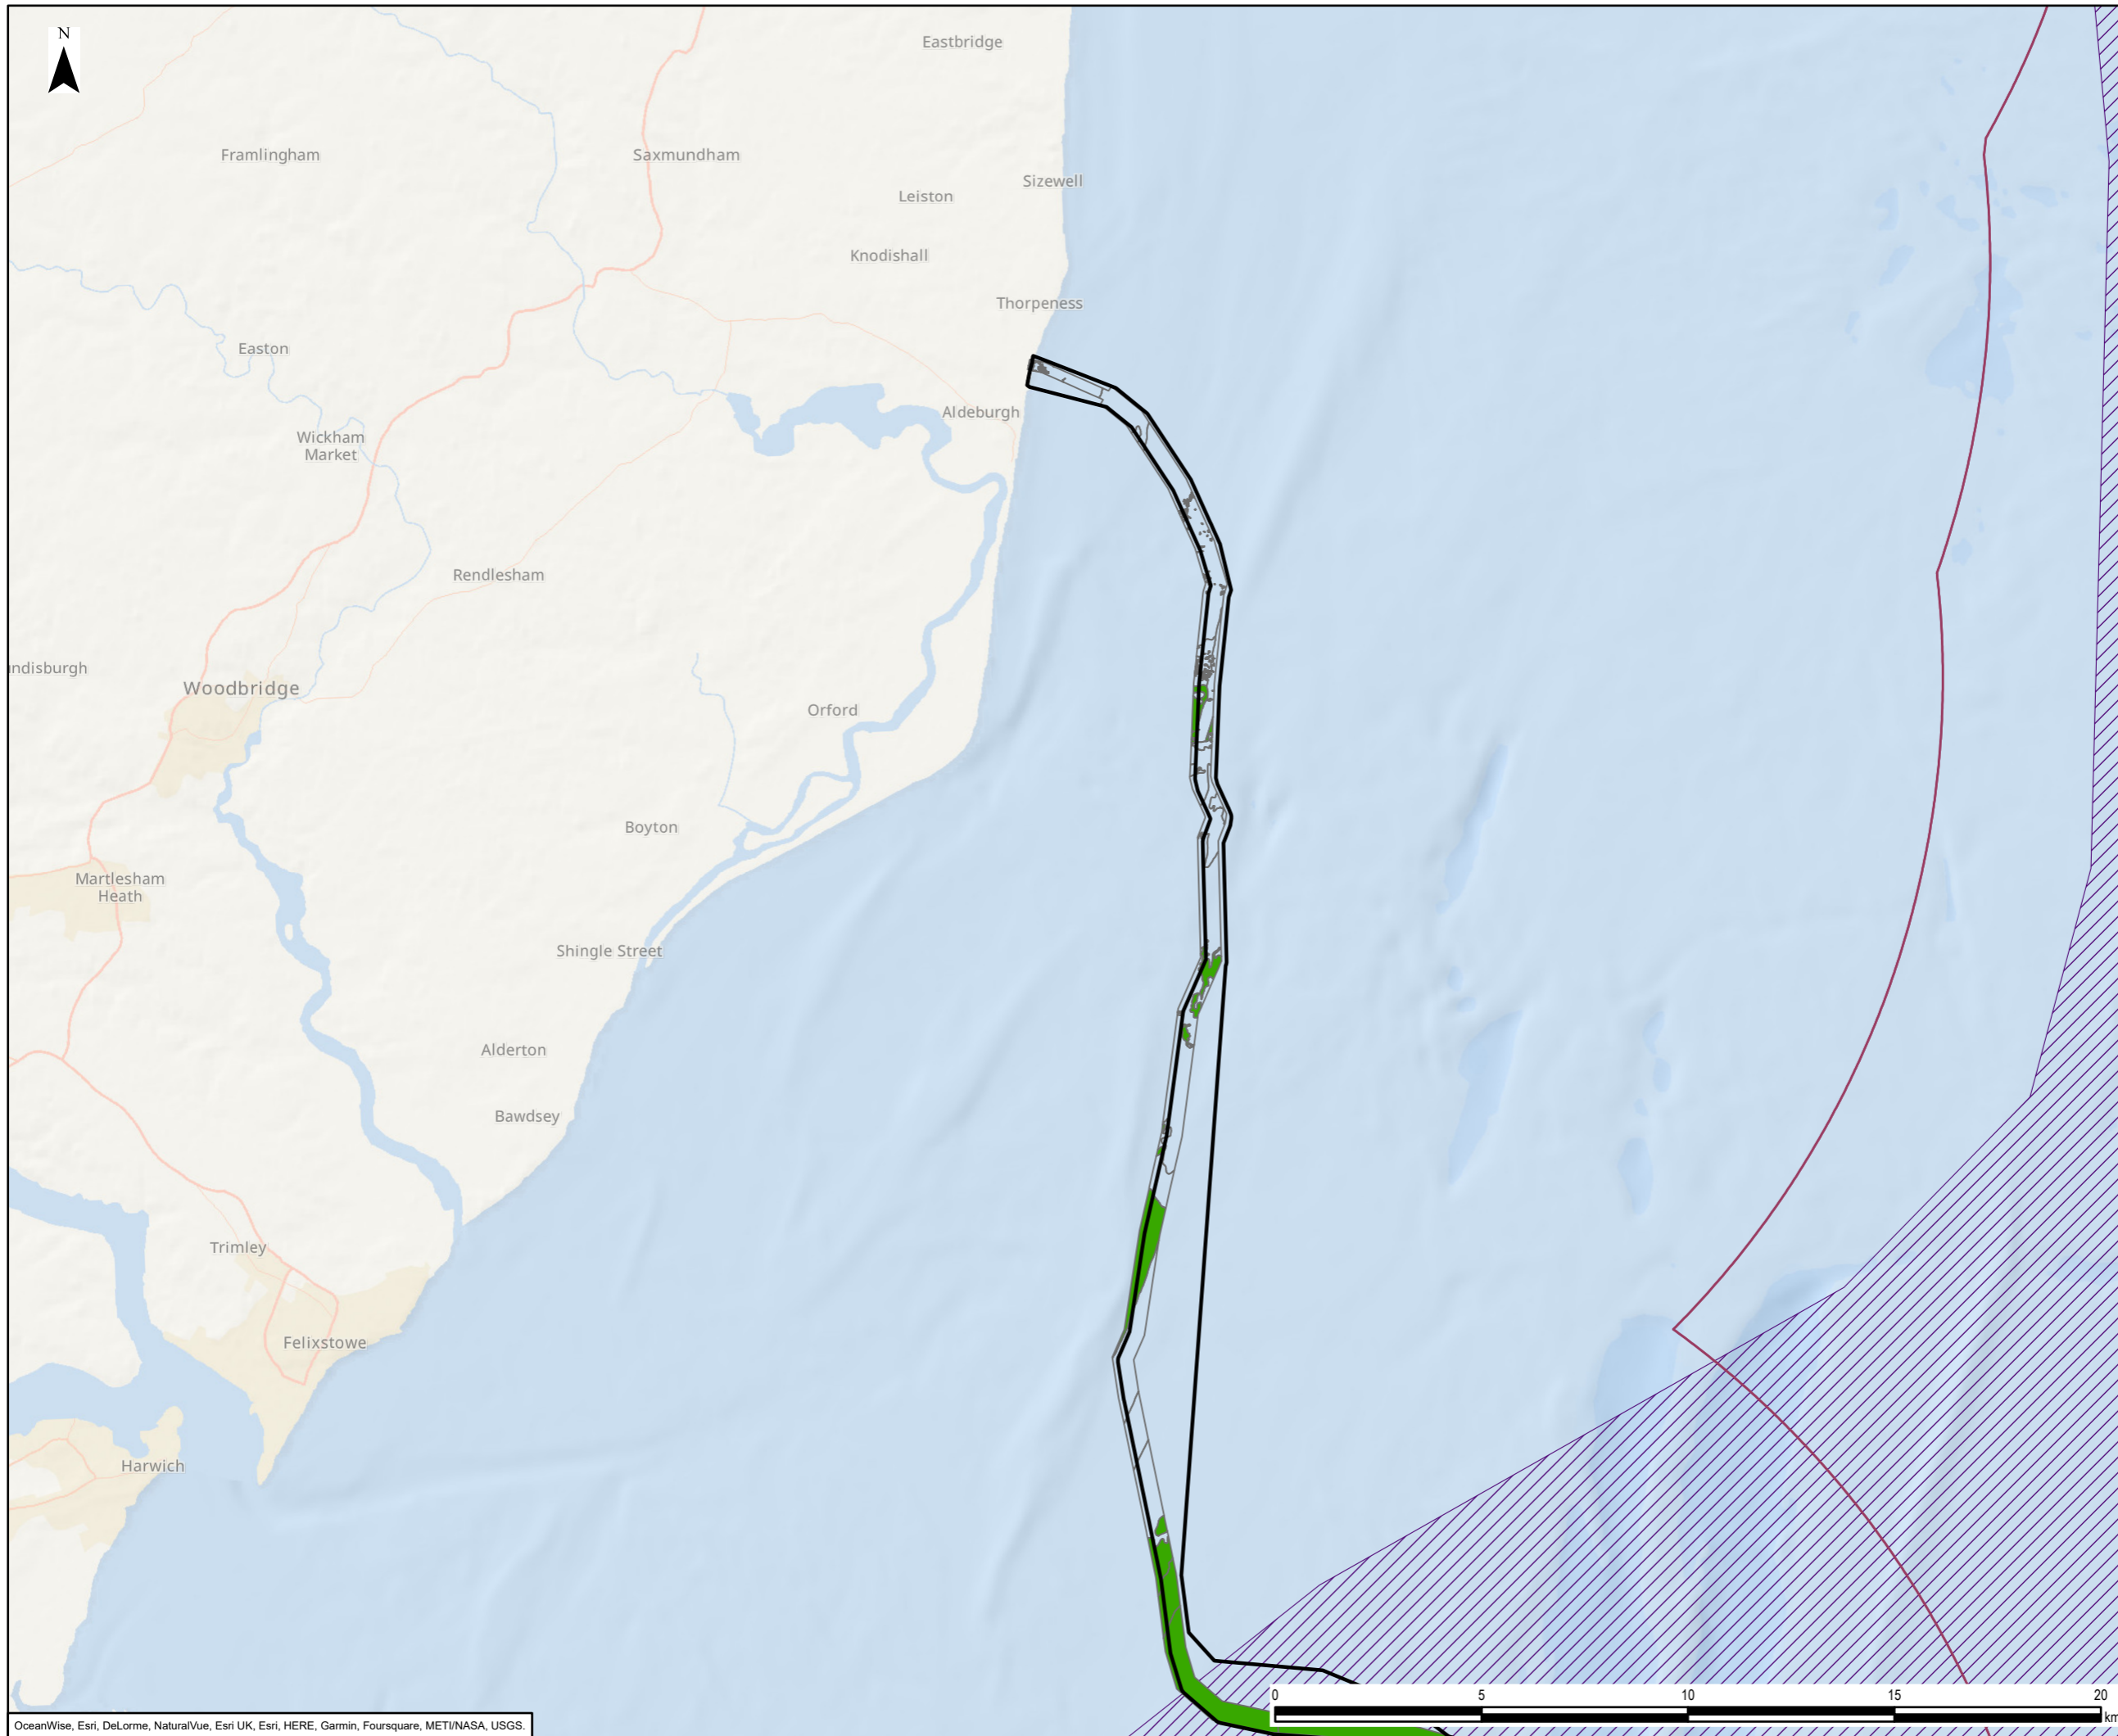 N
Eastbridge
Framlingham
Saxmundham
Sizewell
Leiston
Knodishall
Thorpeness
Easton
Aldeburgh
Wickham
Market
Rendlesham
undisburgh
Woodbridge
Orford
Boyton
Martlesham
Heath
Shingle Street
Alderton
Bawdsey
Trimley
Felixstowe
Harwich
0 5 10 15 20
km
OceanWise, Esri, DeLorme, NaturalVue, Esri UK, Esri, HERE, Garmin, Foursquare, METI/NASA, USGS.